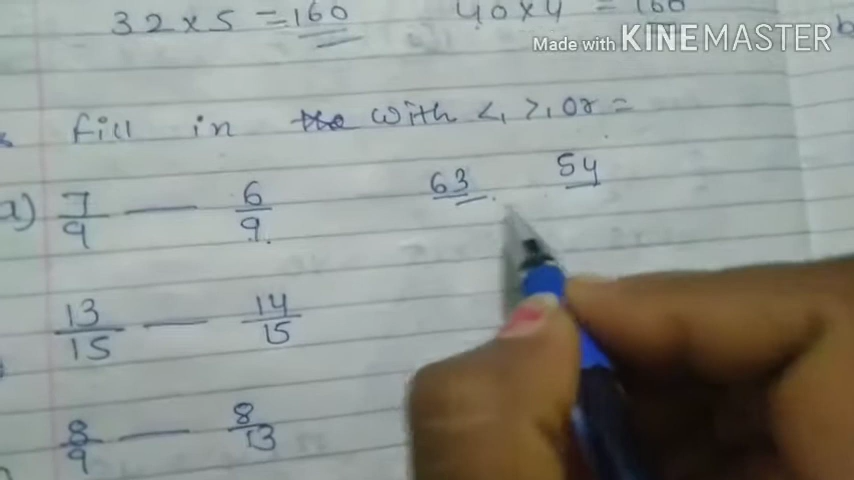 32 × 5 = 160 40 × 4 = 160
Made with KINEMASTER
fill in with <, >, or =
a) 7/9 — 6/9 63 54
13/15 — 14/15
8/9 — 8/13